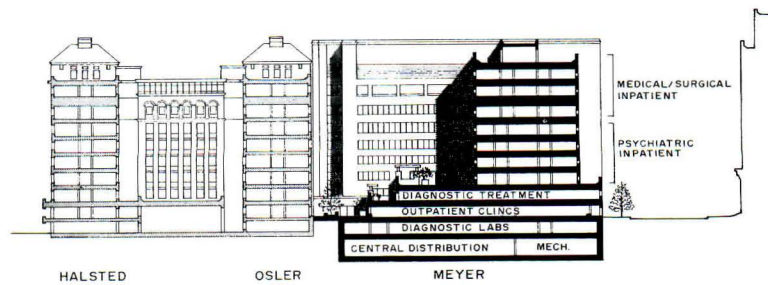 MEDICAL/SURGICAL
INPATIENT
PSYCHIATRIC
INPATIENT
DIAGNOSTIC TREATMENT
OUTPATIENT CLINCS
DIAGNOSTIC LABS
CENTRAL DISTRIBUTION MECH.
HALSTED OSLER MEYER